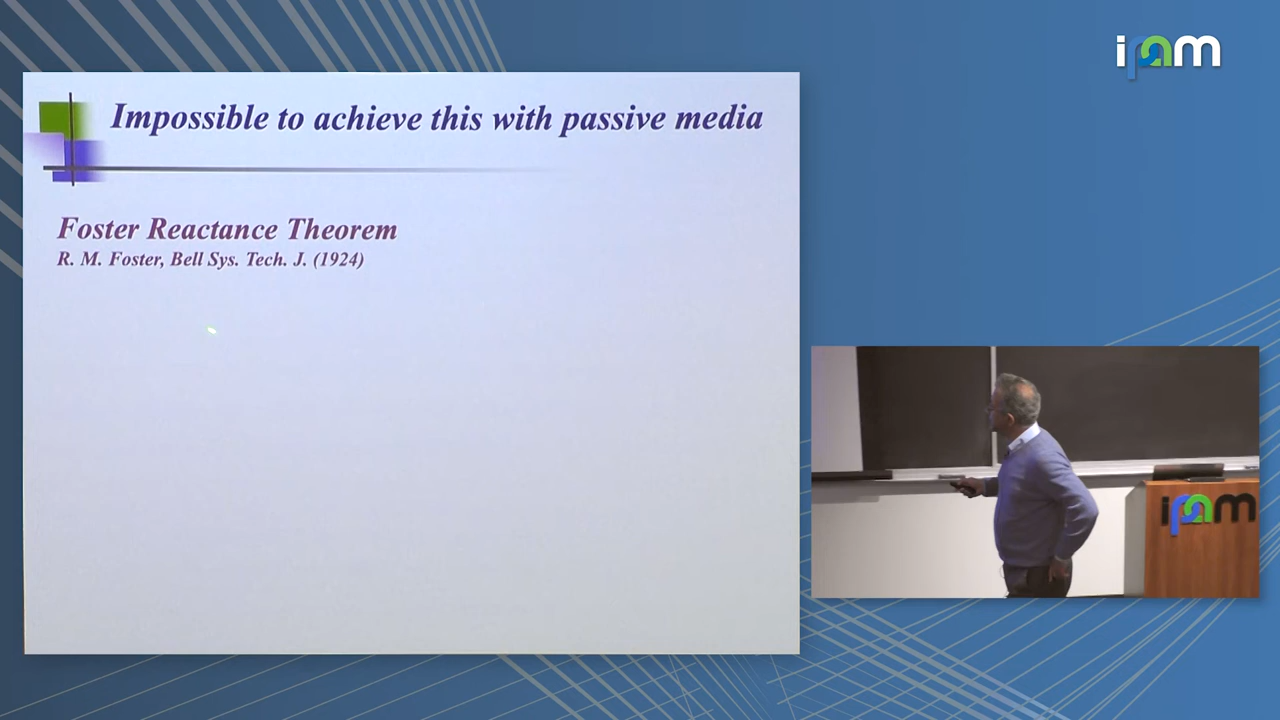 ipam
Impossible to achieve this with passive media
Foster Reactance Theorem
R. M. Foster, Bell Sys. Tech. J. (1924)
ipam